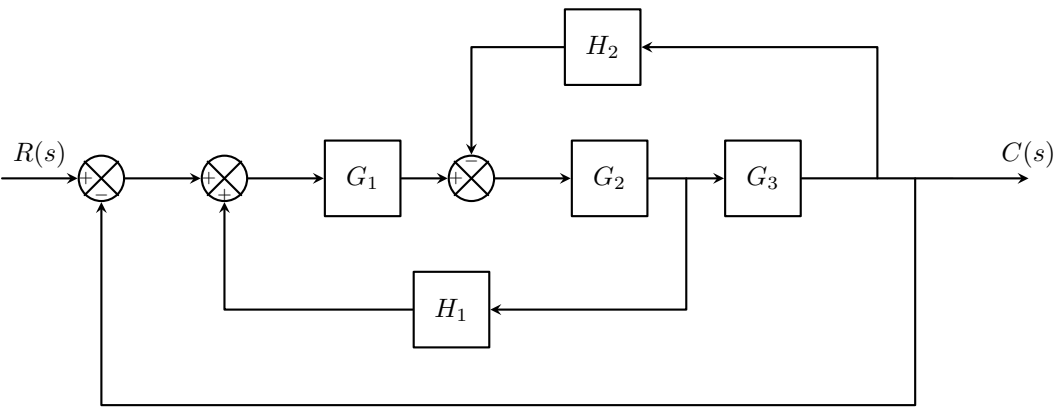 H₂
R(s)
C(s)
+
−
+
+
G₁
+
−
G₂
G₃
H₁